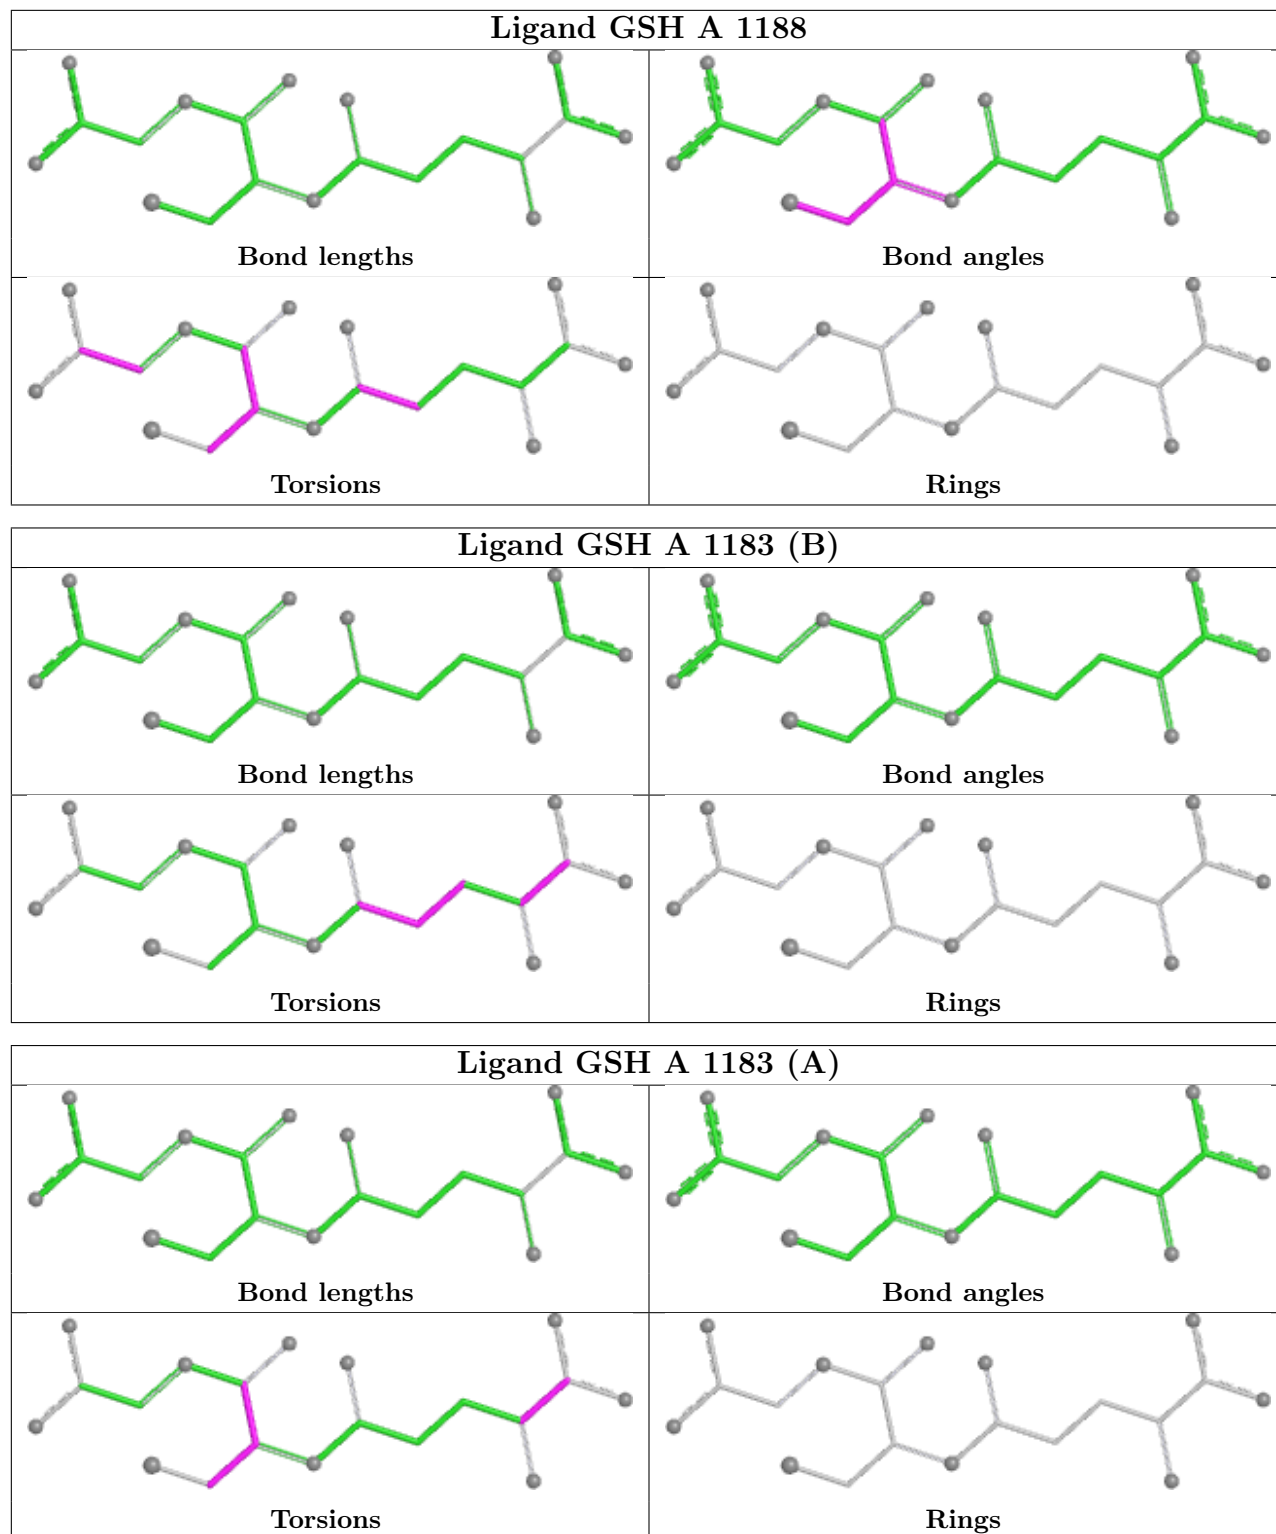 Ligand GSH A 1188
Bond lengths
Bond angles
Torsions
Rings
Ligand GSH A 1183 (B)
Bond lengths
Bond angles
Torsions
Rings
Ligand GSH A 1183 (A)
Bond lengths
Bond angles
Torsions
Rings